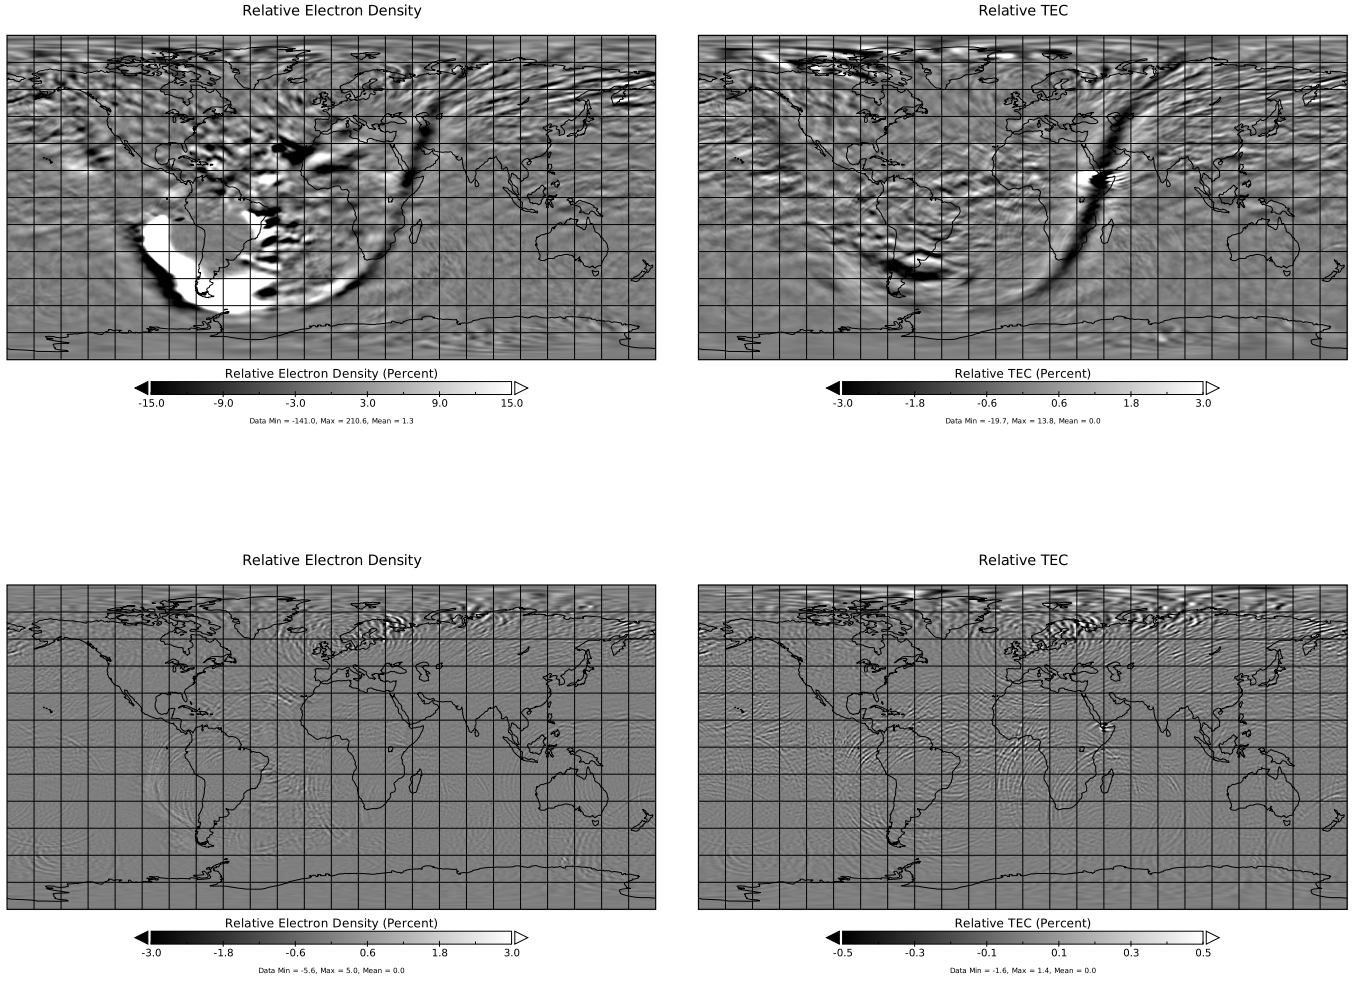 Relative Electron Density
Relative TEC
Relative Electron Density (Percent)
-15.0 -9.0 -3.0 3.0 9.0 15.0
Data Min = -141.0, Max = 210.6, Mean = 1.3
Relative TEC (Percent)
-3.0 -1.8 -0.6 0.6 1.8 3.0
Data Min = -19.7, Max = 13.8, Mean = 0.0
Relative Electron Density
Relative TEC
Relative Electron Density (Percent)
-3.0 -1.8 -0.6 0.6 1.8 3.0
Data Min = -5.6, Max = 5.0, Mean = 0.0
Relative TEC (Percent)
-0.5 -0.3 -0.1 0.1 0.3 0.5
Data Min = -1.6, Max = 1.4, Mean = 0.0